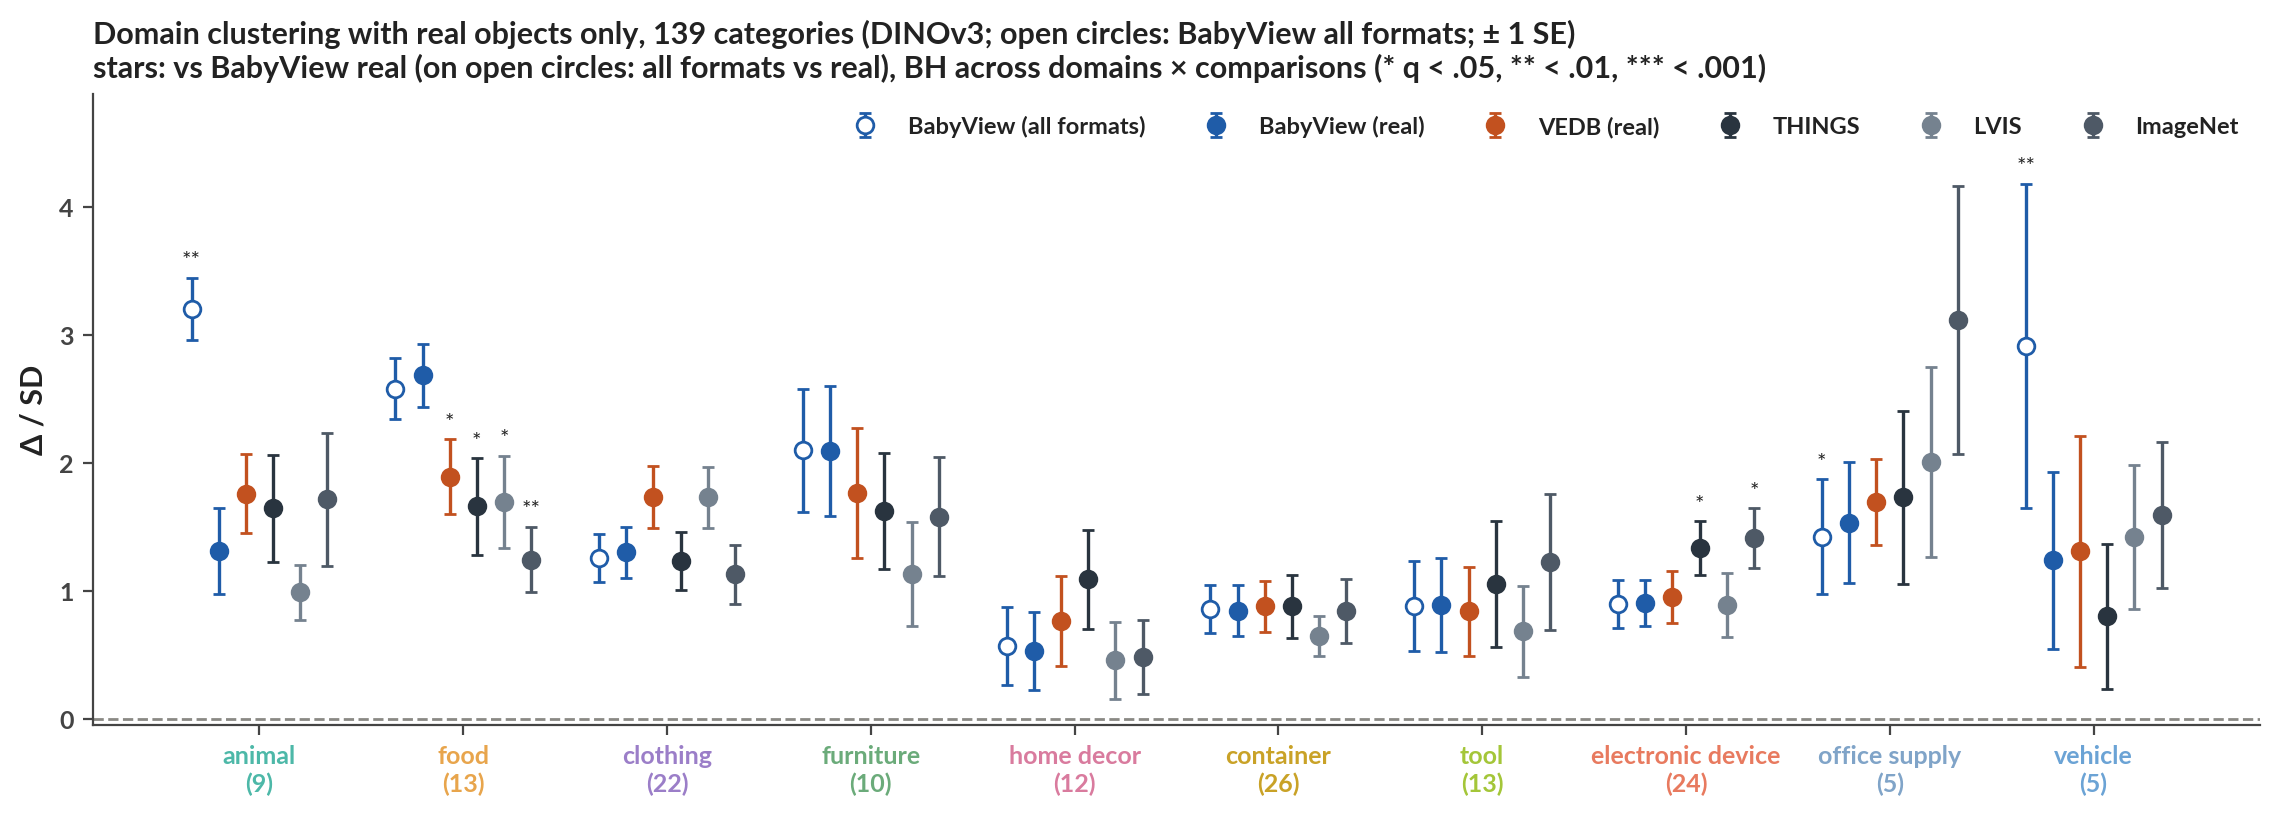 Domain clustering with real objects only, 139 categories (DINOv3; open circles: BabyView all formats; ± 1 SE)
stars: vs BabyView real (on open circles: all formats vs real), BH across domains × comparisons (* q < .05, ** < .01, *** < .001)
BabyView (all formats)
BabyView (real)
VEDB (real)
THINGS
LVIS
ImageNet
Δ / SD
4
3
2
1
0
**
*
*
*
**
*
*
*
**
animal
(9)
food
(13)
clothing
(22)
furniture
(10)
home decor
(12)
container
(26)
tool
(13)
electronic device
(24)
office supply
(5)
vehicle
(5)